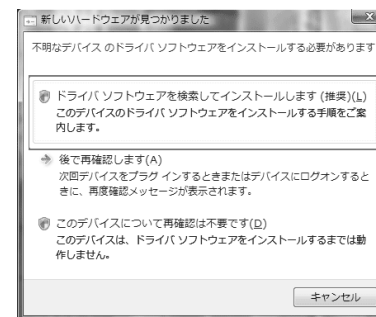 新しいハードウェアが見つかりました
不明なデバイス のドライバ ソフトウェアをインストールする必要があります
ドライバ ソフトウェアを検索してインストールします (推奨)(L)
このデバイスのドライバ ソフトウェアをインストールする手順をご案
内します。
後で再確認します(A)
次回デバイスをプラグ インするときまたはデバイスにログオンすると
きに、再度確認メッセージが表示されます。
このデバイスについて再確認は不要です(D)
このデバイスは、ドライバ ソフトウェアをインストールするまでは動
作しません。
キャンセル